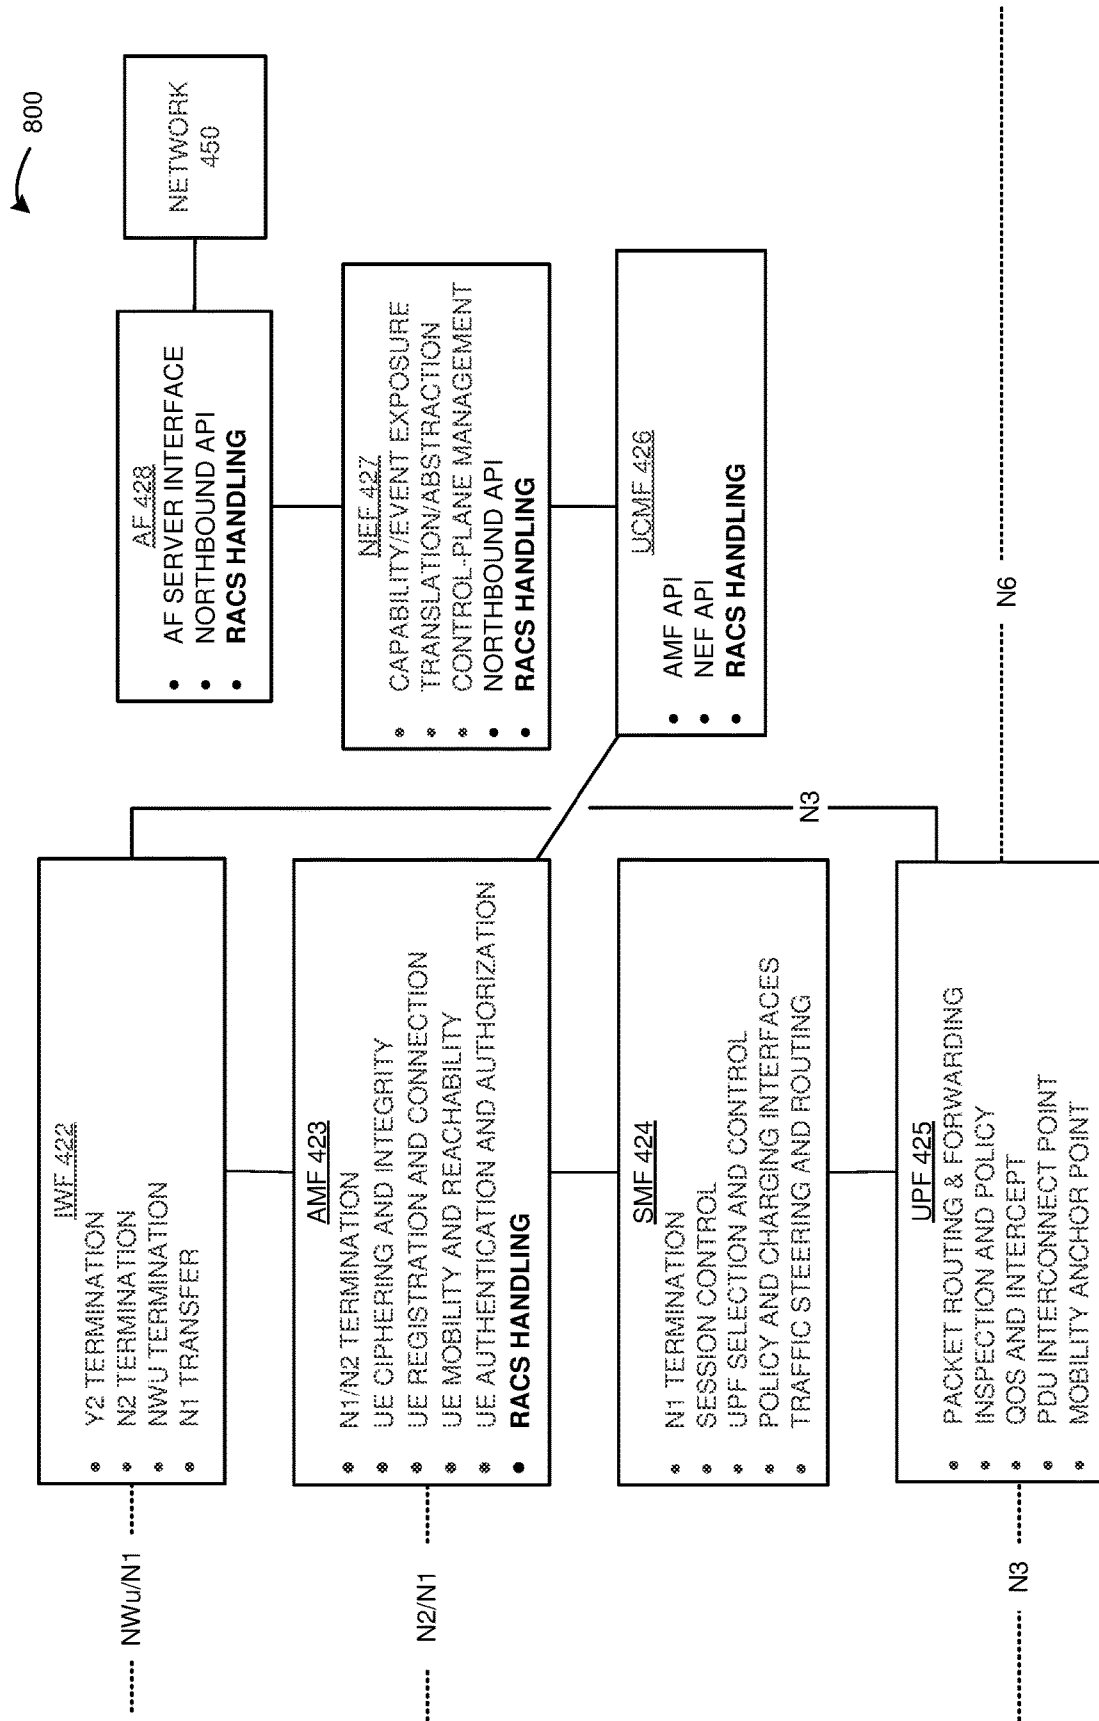 800
NETWORK
450
AF 428
AF SERVER INTERFACE
NORTHBOUND API
RACS HANDLING
NEF 427
CAPABILITY/EVENT EXPOSURE
TRANSLATION/ABSTRACTION
CONTROL-PLANE MANAGEMENT
NORTHBOUND API
RACS HANDLING
UCMF 426
AMF API
NEF API
RACS HANDLING
NWu/N1
IWF 422
Y2 TERMINATION
N2 TERMINATION
NWU TERMINATION
N1 TRANSFER
N2/N1
AMF 423
N1/N2 TERMINATION
UE CIPHERING AND INTEGRITY
UE REGISTRATION AND CONNECTION
UE MOBILITY AND REACHABILITY
UE AUTHENTICATION AND AUTHORIZATION
RACS HANDLING
SMF 424
N1 TERMINATION
SESSION CONTROL
UPF SELECTION AND CONTROL
POLICY AND CHARGING INTERFACES
TRAFFIC STEERING AND ROUTING
N3
UPF 425
PACKET ROUTING & FORWARDING
INSPECTION AND POLICY
QOS AND INTERCEPT
PDU INTERCONNECT POINT
MOBILITY ANCHOR POINT
N3
N6